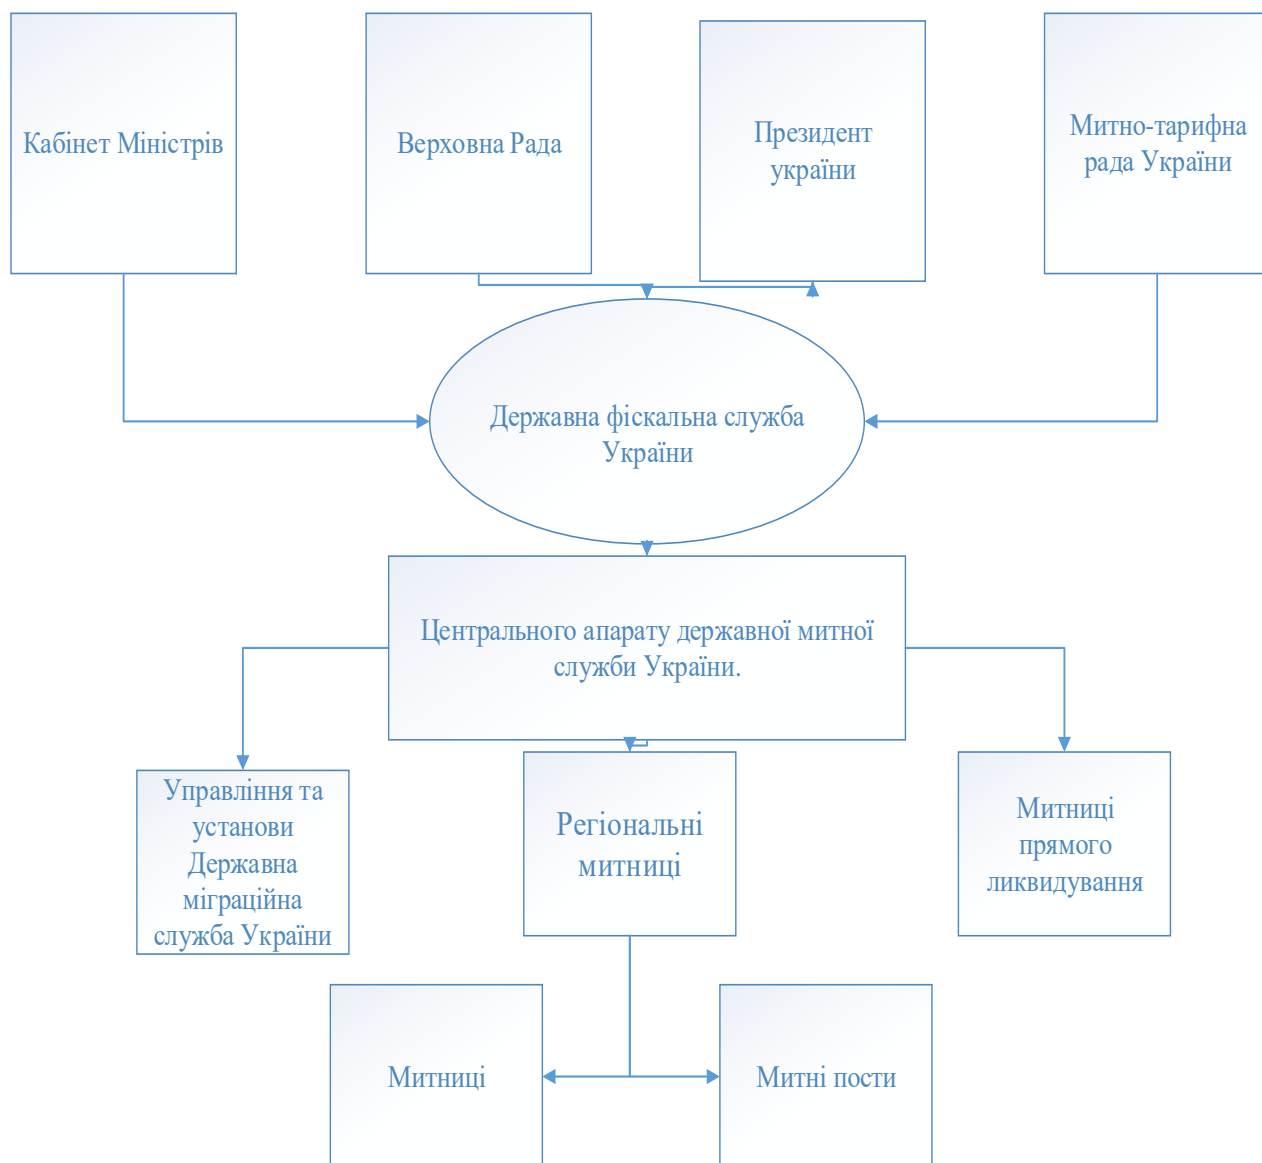 Кабінет Міністрів
Верховна Рада
Президент
україни
Митно-тарифна
рада України
Державна фіскальна служба
України
Центрального апарату державної митної
служби України.
Управління та
установи
Державна
міграційна
служба України
Регіональні
митниці
Митниці
прямого
ликвидування
Митниці
Митні пости